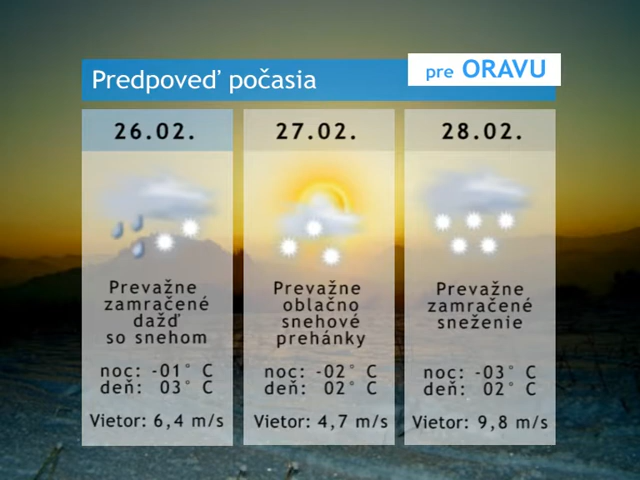 Predpoveď počasia
pre ORAVU
26.02.
Prevažne
zamračené
dažď
so snehom
noc: -01° C
deň: 03° C
Vietor: 6,4 m/s
27.02.
Prevažne
oblačno
snehové
prehánky
noc: -02° C
deň: 02° C
Vietor: 4,7 m/s
28.02.
Prevažne
zamračené
sneženie
noc: -03° C
deň: 02° C
Vietor: 9,8 m/s